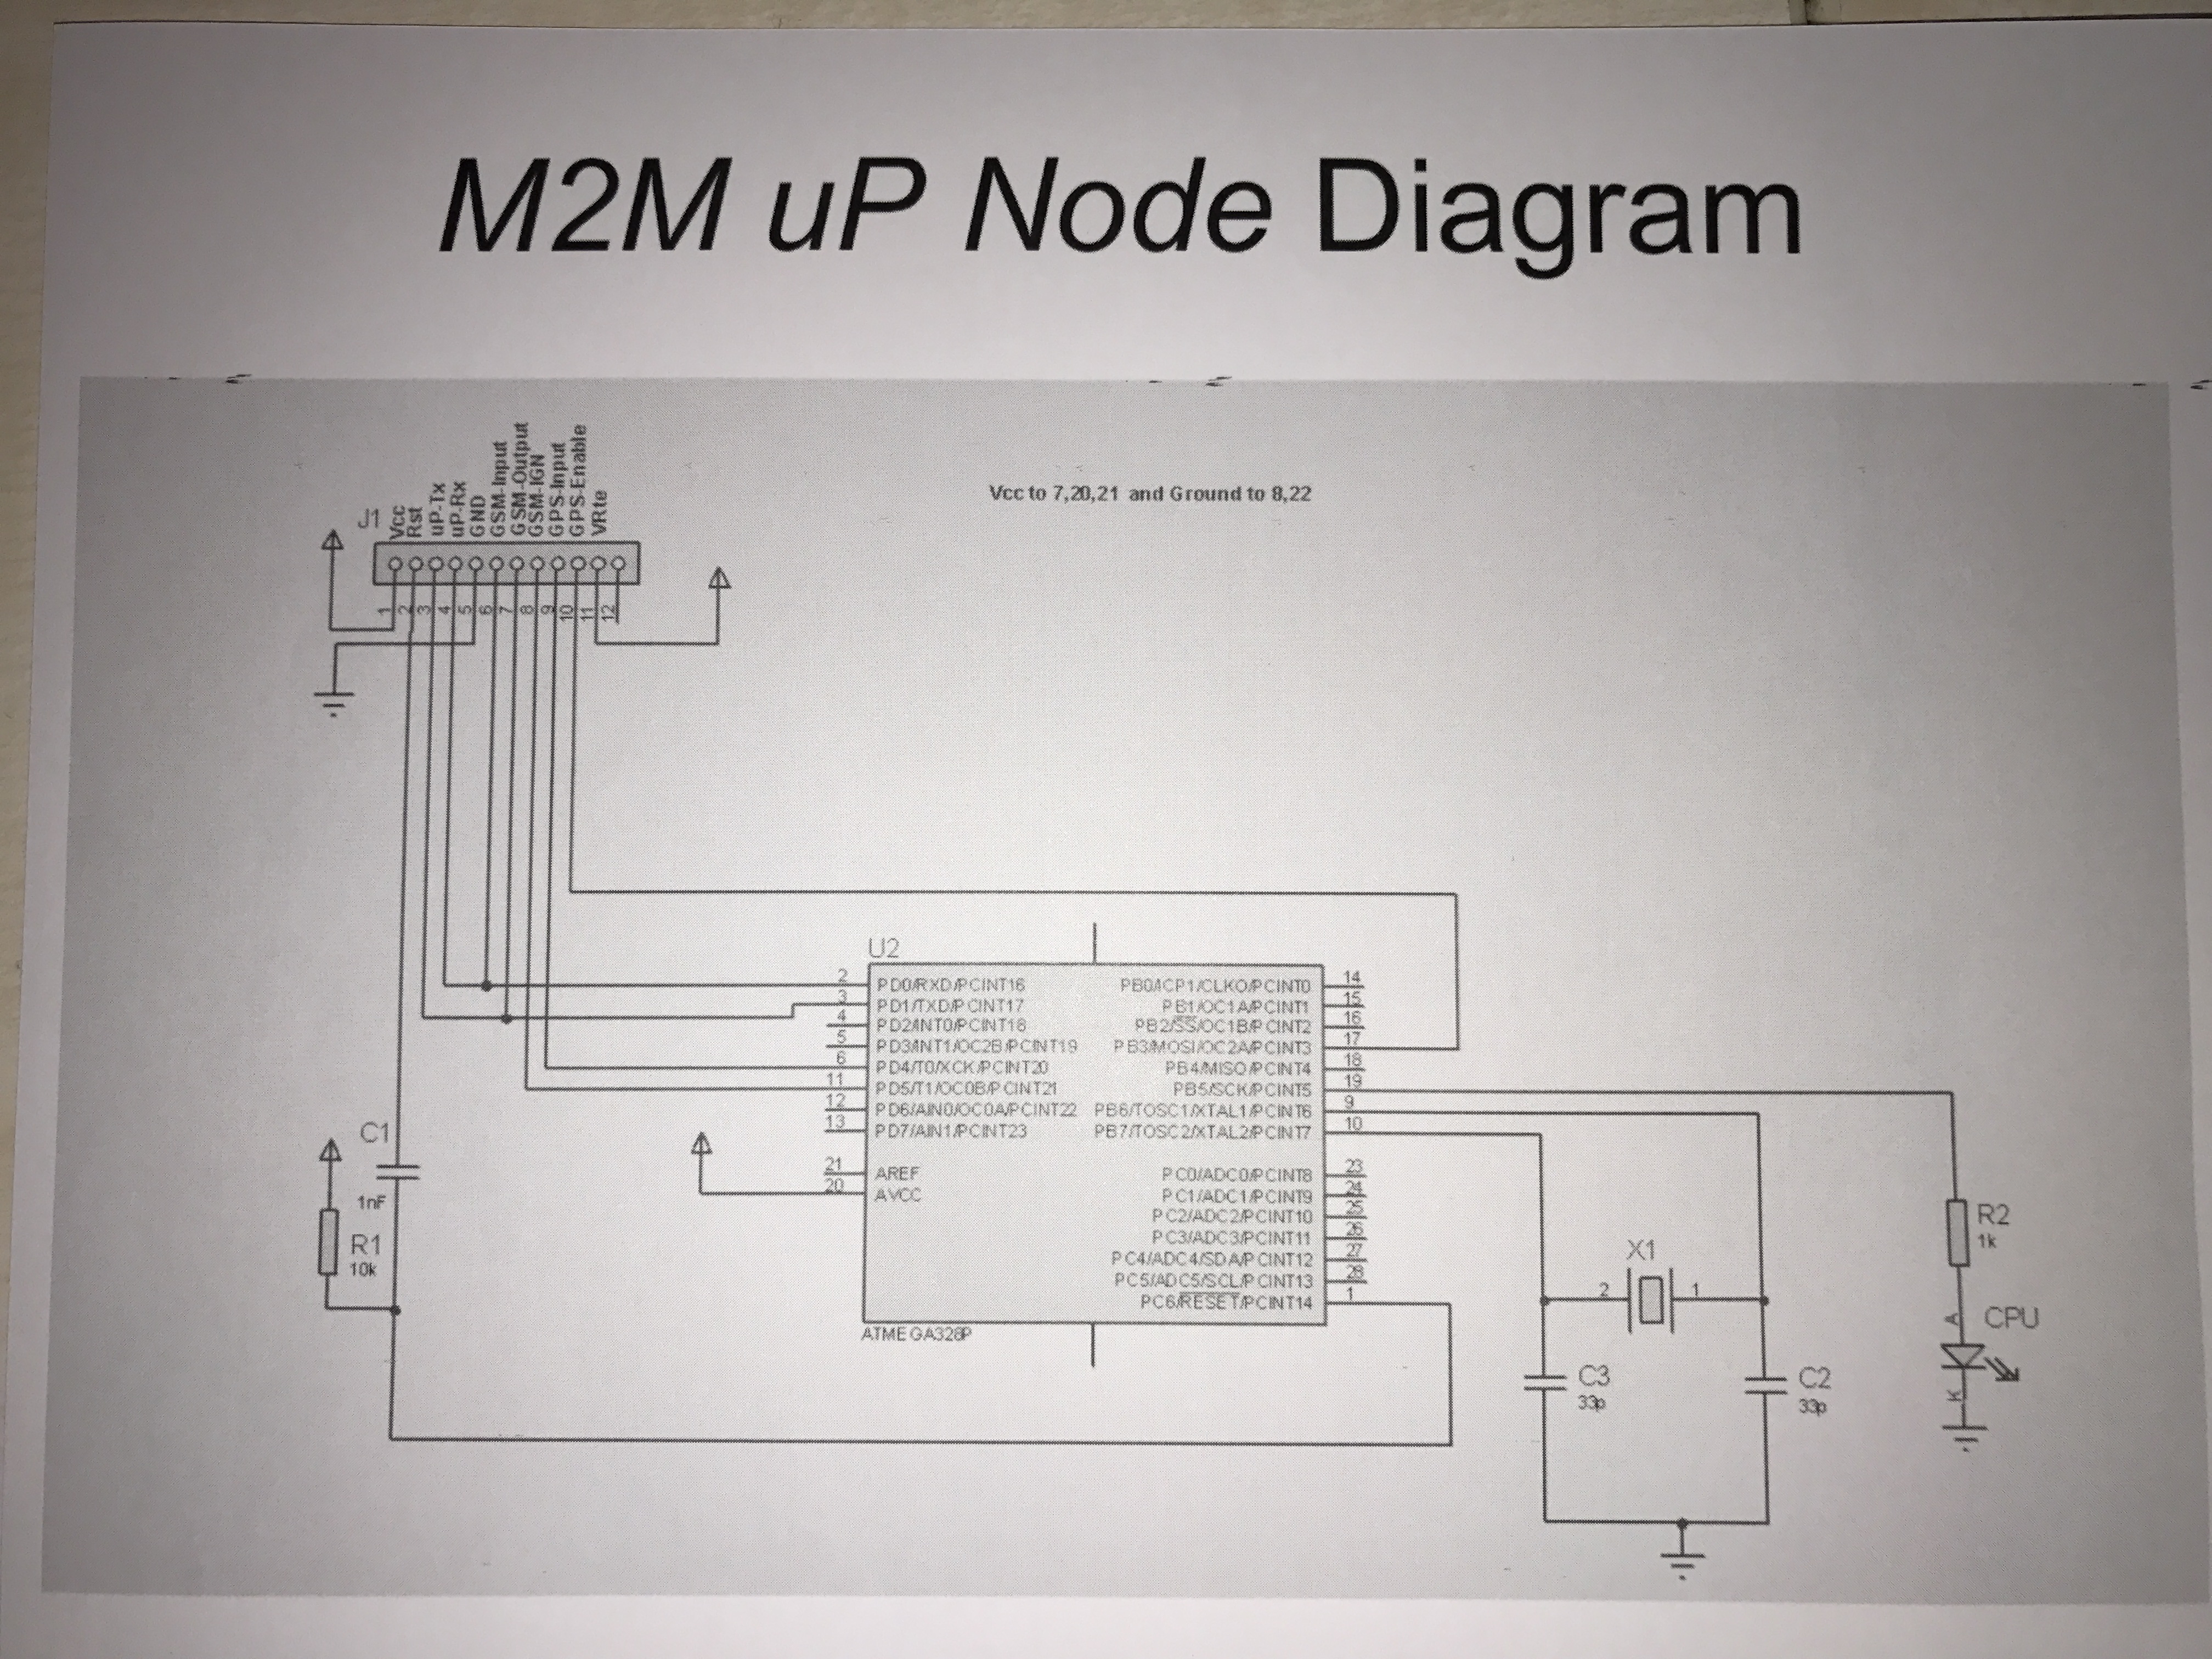 M2M uP Node Diagram
Vcc to 7,20,21 and Ground to 8,22
J1
Vcc
Rst
uP-Tx
uP-Rx
GND
GSM-Input
GSM-Output
GSM-IGN
GPS-Input
GPS-Enable
VRte
1
2
3
4
5
6
7
8
9
10
11
12
U2
2 PD0/RXD/PCINT16
3 PD1/TXD/PCINT17
4 PD2/INT0/PCINT18
5 PD3/INT1/OC2B/PCINT19
6 PD4/T0/XCK/PCINT20
11 PD5/T1/OC0B/PCINT21
12 PD6/AIN0/OC0A/PCINT22
13 PD7/AIN1/PCINT23
21 AREF
20 AVCC
PB0/ICP1/CLKO/PCINT0 14
PB1/OC1A/PCINT1 15
PB2/SS/OC1B/PCINT2 16
PB3/MOSI/OC2A/PCINT3 17
PB4/MISO/PCINT4 18
PB5/SCK/PCINT5 19
PB6/TOSC1/XTAL1/PCINT6 9
PB7/TOSC2/XTAL2/PCINT7 10
PC0/ADC0/PCINT8 23
PC1/ADC1/PCINT9 24
PC2/ADC2/PCINT10 25
PC3/ADC3/PCINT11 26
PC4/ADC4/SDA/PCINT12 27
PC5/ADC5/SCL/PCINT13 28
PC6/RESET/PCINT14 1
ATMEGA328P
C1
1nF
R1
10k
X1
2
1
C3
33p
C2
33p
R2
1k
A
CPU
K